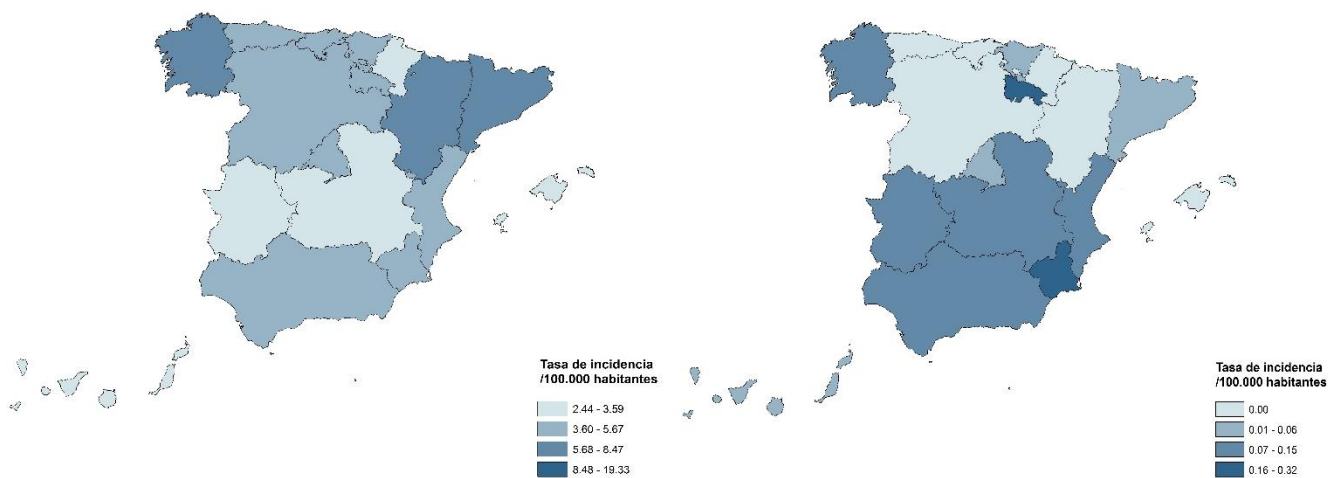 Tasa de incidencia
/100.000 habitantes
2.44 - 3.59
3.60 - 5.67
5.68 - 8.47
8.48 - 19.33
Tasa de incidencia
/100.000 habitantes
0.00
0.01 - 0.06
0.07 - 0.15
0.16 - 0.32